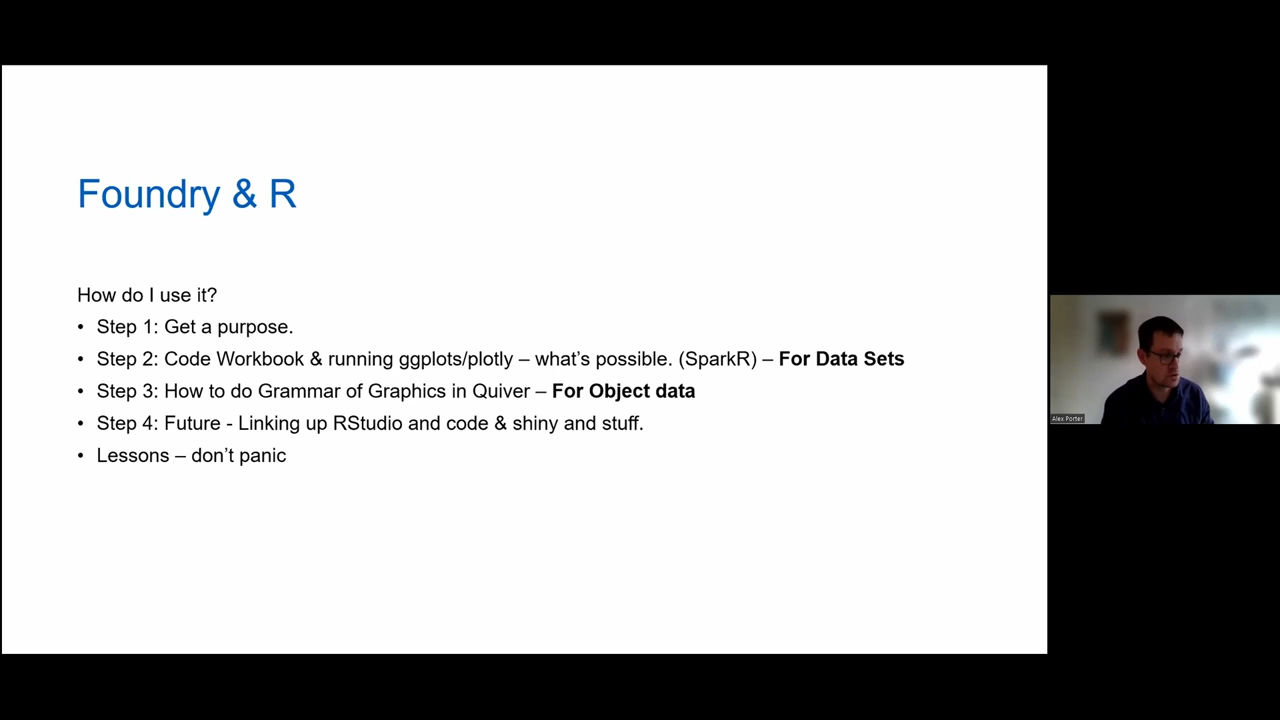 Foundry & R
How do I use it?
• Step 1: Get a purpose.
• Step 2: Code Workbook & running ggplots/plotly – what's possible. (SparkR) – For Data Sets
• Step 3: How to do Grammar of Graphics in Quiver – For Object data
• Step 4: Future - Linking up RStudio and code & shiny and stuff.
• Lessons – don't panic
Alex Porter